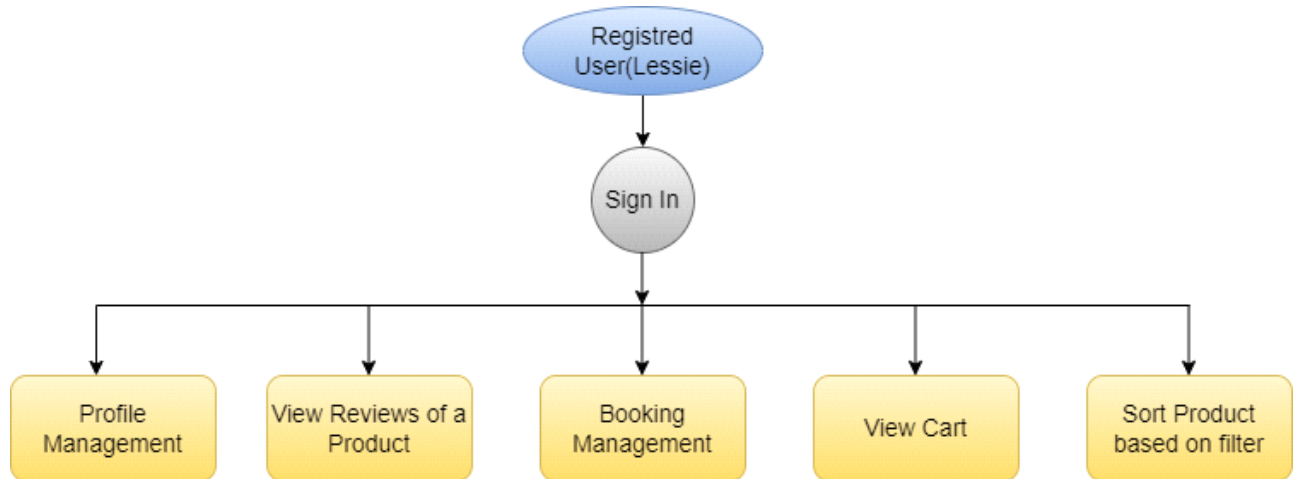 Registred
User(Lessie)
Sign In
Profile
Management
View Reviews of a
Product
Booking
Management
View Cart
Sort Product
based on filter